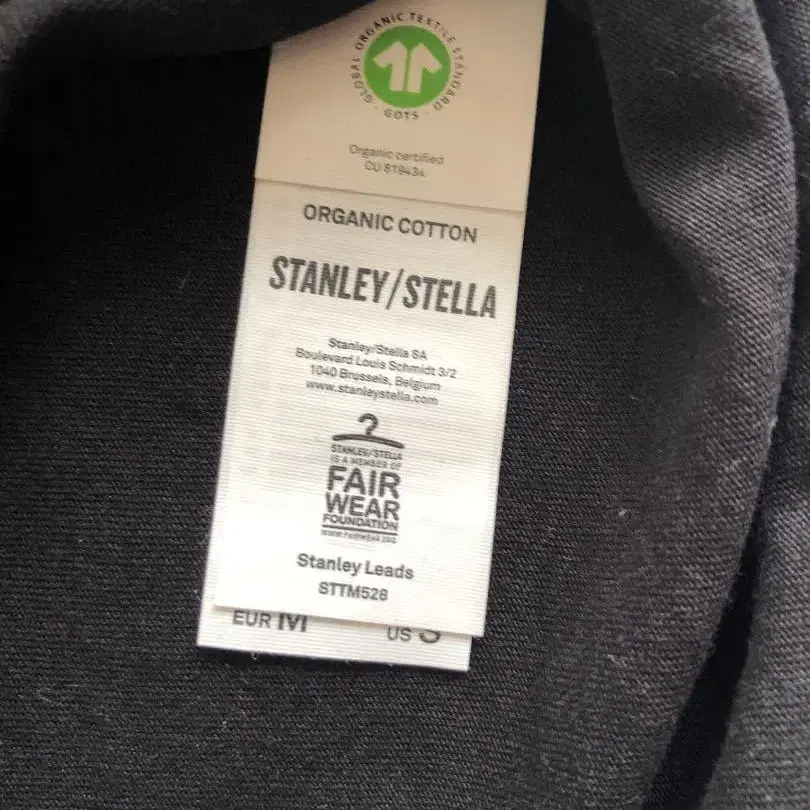 GLOBAL ORGANIC TEXTILE STANDARD
· GOTS ·
Organic certified
CU 819434
ORGANIC COTTON
STANLEY/STELLA
Stanley/Stella SA
Boulevard Louis Schmidt 3/2
1040 Brussels, Belgium
www.stanleystella.com
STANLEY/STELLA
IS A MEMBER OF
FAIR
WEAR
FOUNDATION
WWW.FAIRWEAR.ORG
Stanley Leads
STTM528
EUR M US S